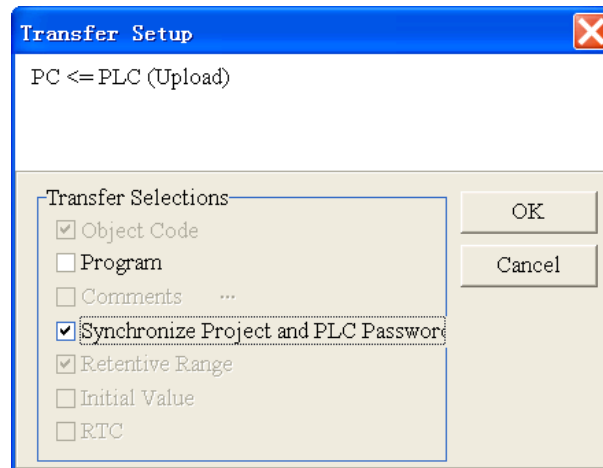 Transfer Setup
PC <= PLC (Upload)
Transfer Selections
Object Code
Program
Comments ...
Synchronize Project and PLC Password
Retentive Range
Initial Value
RTC
OK
Cancel